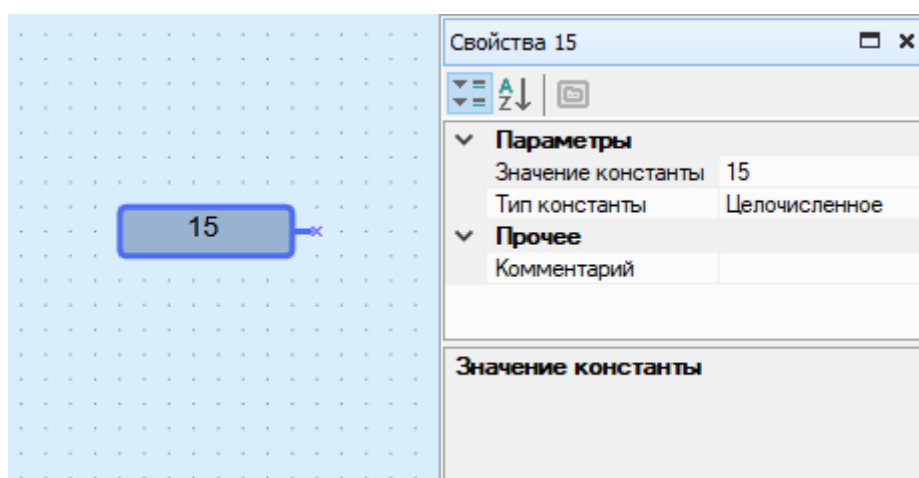 Свойства 15
Параметры
Значение константы 15
Тип константы Целочисленное
Прочее
Комментарий
15
Значение константы